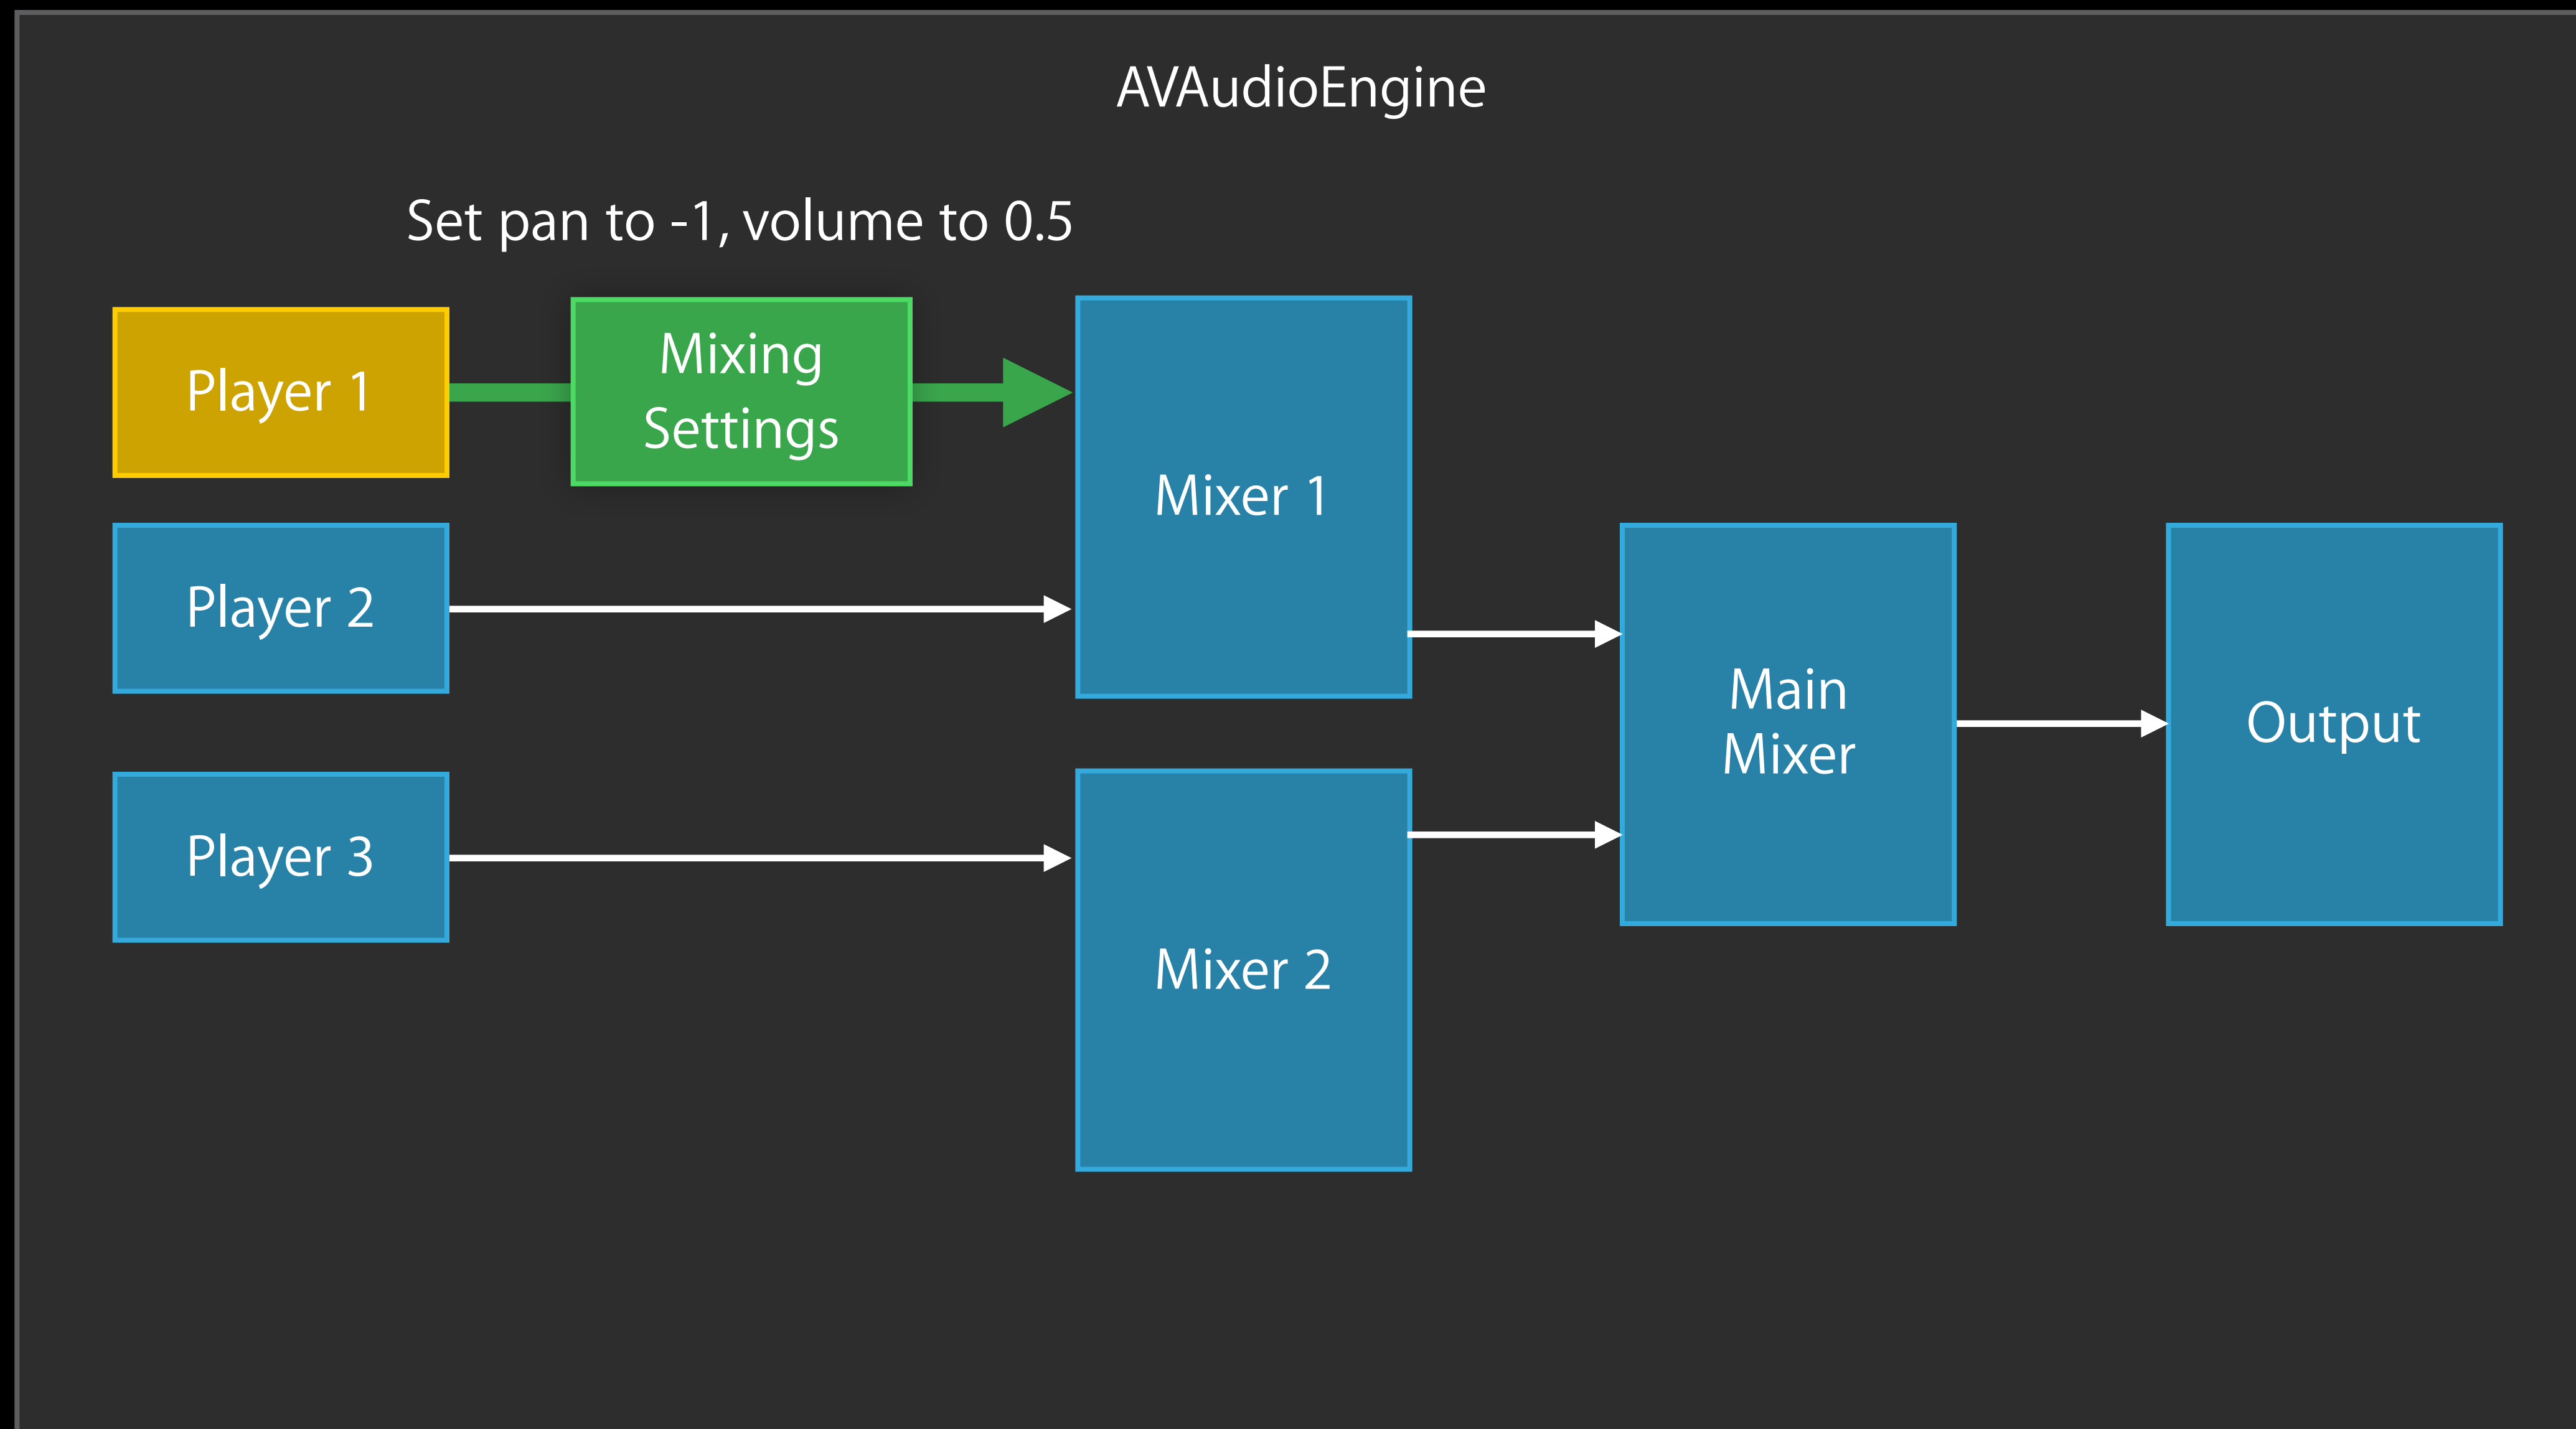 AVAudioEngine
Set pan to -1, volume to 0.5
Player 1
Mixing
Settings
Mixer 1
Player 2
Main
Mixer
Output
Player 3
Mixer 2